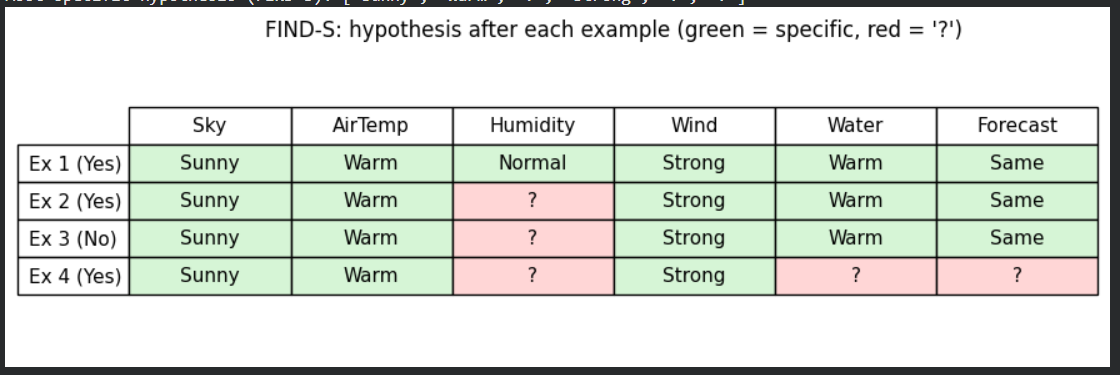 FIND-S: hypothesis after each example (green = specific, red = '?')
Sky AirTemp Humidity Wind Water Forecast
Ex 1 (Yes) Sunny Warm Normal Strong Warm Same
Ex 2 (Yes) Sunny Warm ? Strong Warm Same
Ex 3 (No) Sunny Warm ? Strong Warm Same
Ex 4 (Yes) Sunny Warm ? Strong ? ?